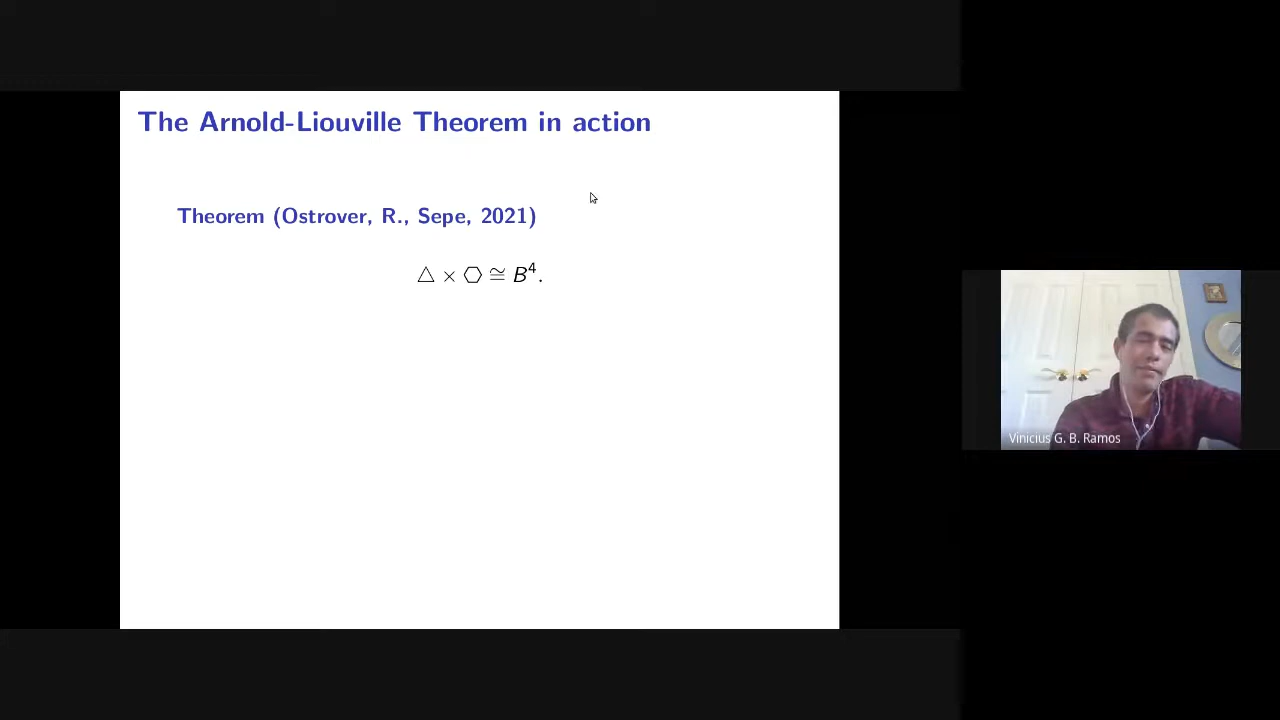 The Arnold-Liouville Theorem in action
Theorem (Ostrover, R., Sepe, 2021)
△ × ⬡ ≅ B⁴.
Vinicius G. B. Ramos